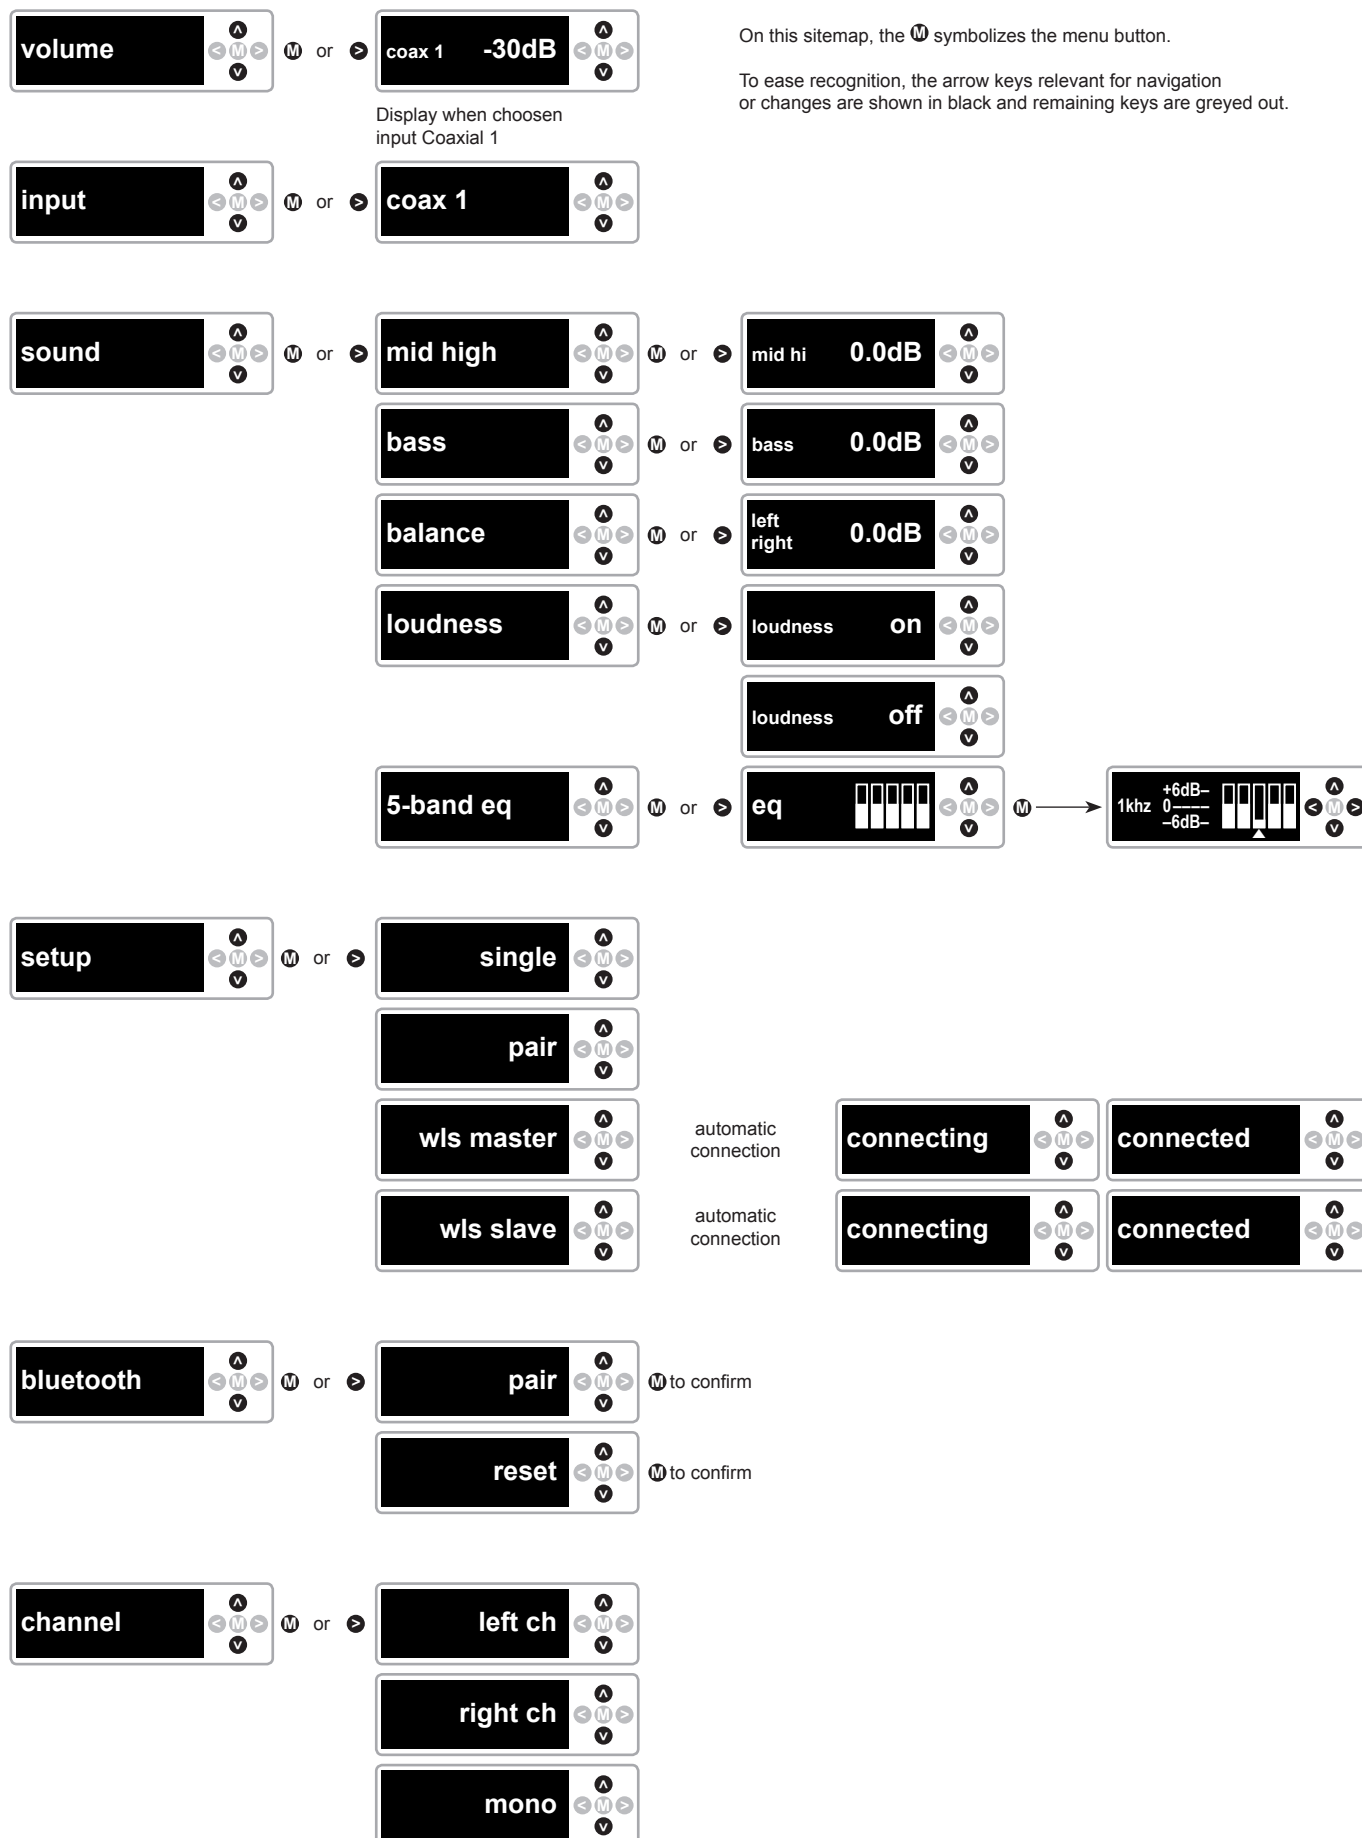 volume M or > coax 1 -30dB
Display when choosen
input Coaxial 1
On this sitemap, the M symbolizes the menu button.
To ease recognition, the arrow keys relevant for navigation
or changes are shown in black and remaining keys are greyed out.
input M or > coax 1
sound M or > mid high M or > mid hi 0.0dB
bass M or > bass 0.0dB
balance M or > left
right 0.0dB
loudness M or > loudness on
loudness off
5-band eq M or > eq M 1khz +6dB–
0––––
–6dB–
setup M or > single
pair
wls master automatic
connection connecting connected
wls slave automatic
connection connecting connected
bluetooth M or > pair M to confirm
reset M to confirm
channel M or > left ch
right ch
mono